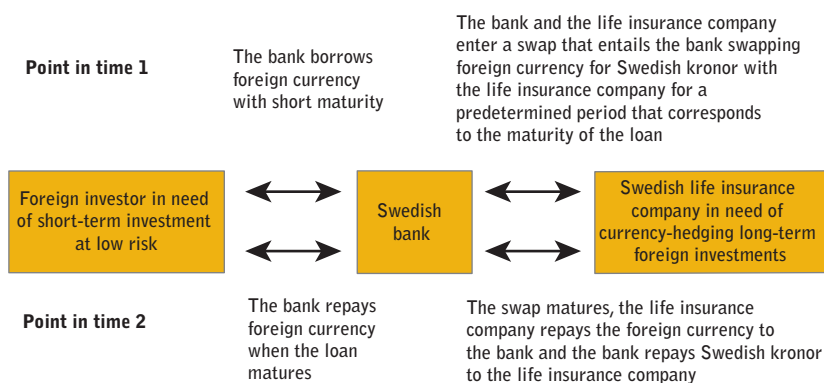 Point in time 1
The bank borrows
foreign currency
with short maturity
The bank and the life insurance company
enter a swap that entails the bank swapping
foreign currency for Swedish kronor with
the life insurance company for a
predetermined period that corresponds
to the maturity of the loan
Foreign investor in need
of short-term investment
at low risk
Swedish
bank
Swedish life insurance
company in need of
currency-hedging long-term
foreign investments
Point in time 2
The bank repays
foreign currency
when the loan
matures
The swap matures, the life insurance
company repays the foreign currency to
the bank and the bank repays Swedish kronor
to the life insurance company